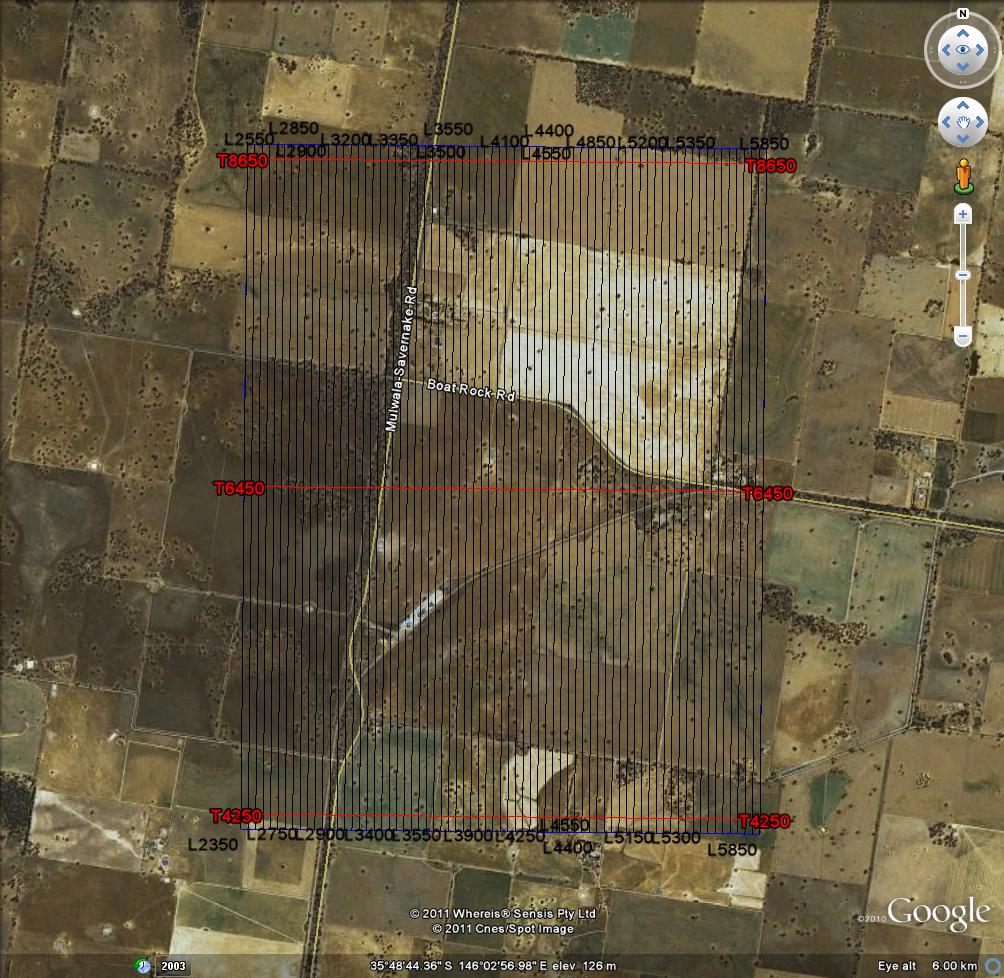 N
L2850
L3550
L4400
L2550
L3200
L3350
L4100
L4850
L5200
L5350
L5850
L2900
L3500
L4550
T8650
T8650
Mulwala-Savernake-Rd
Boat Rock Rd
T6450
T6450
T4250
T4250
L4550
L2750
L2900
L3400
L3550
L3900
L4250
L5150
L5300
L2350
L4400
L5850
© 2011 Whereis® Sensis Pty Ltd
© 2011 Cnes/Spot Image
©2010 Google
2003
35°48'44.36" S 146°02'56.98" E elev 126 m
Eye alt 6.00 km